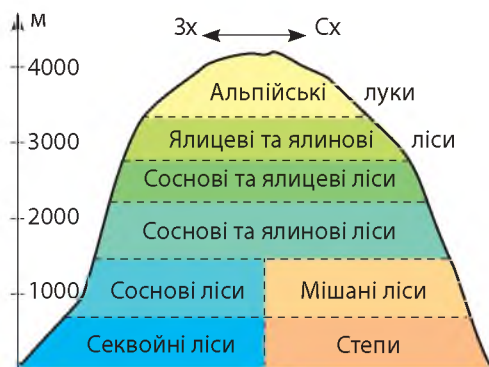 м
Зх
Сх
4000
Альпійські луки
3000
Ялицеві та ялинові ліси
Соснові та ялицеві ліси
2000
Соснові та ялинові ліси
1000
Соснові ліси
Мішані ліси
Секвойні ліси
Степи